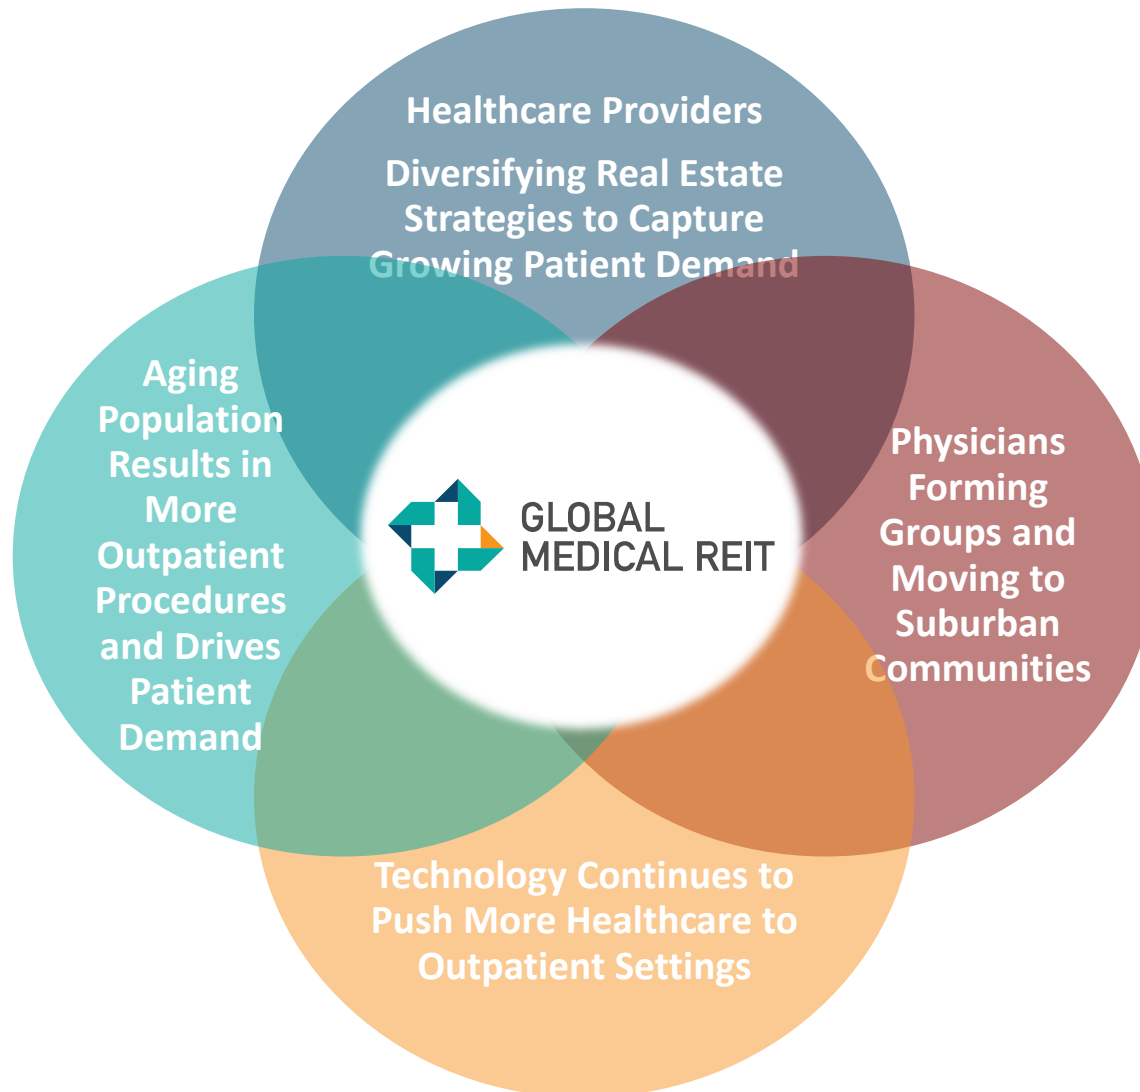 Healthcare Providers
Diversifying Real Estate
Strategies to Capture
Growing Patient Demand
Aging
Population
Results in
More
Outpatient
Procedures
and Drives
Patient
Demand
GLOBAL
MEDICAL REIT
Physicians
Forming
Groups and
Moving to
Suburban
Communities
Technology Continues to
Push More Healthcare to
Outpatient Settings